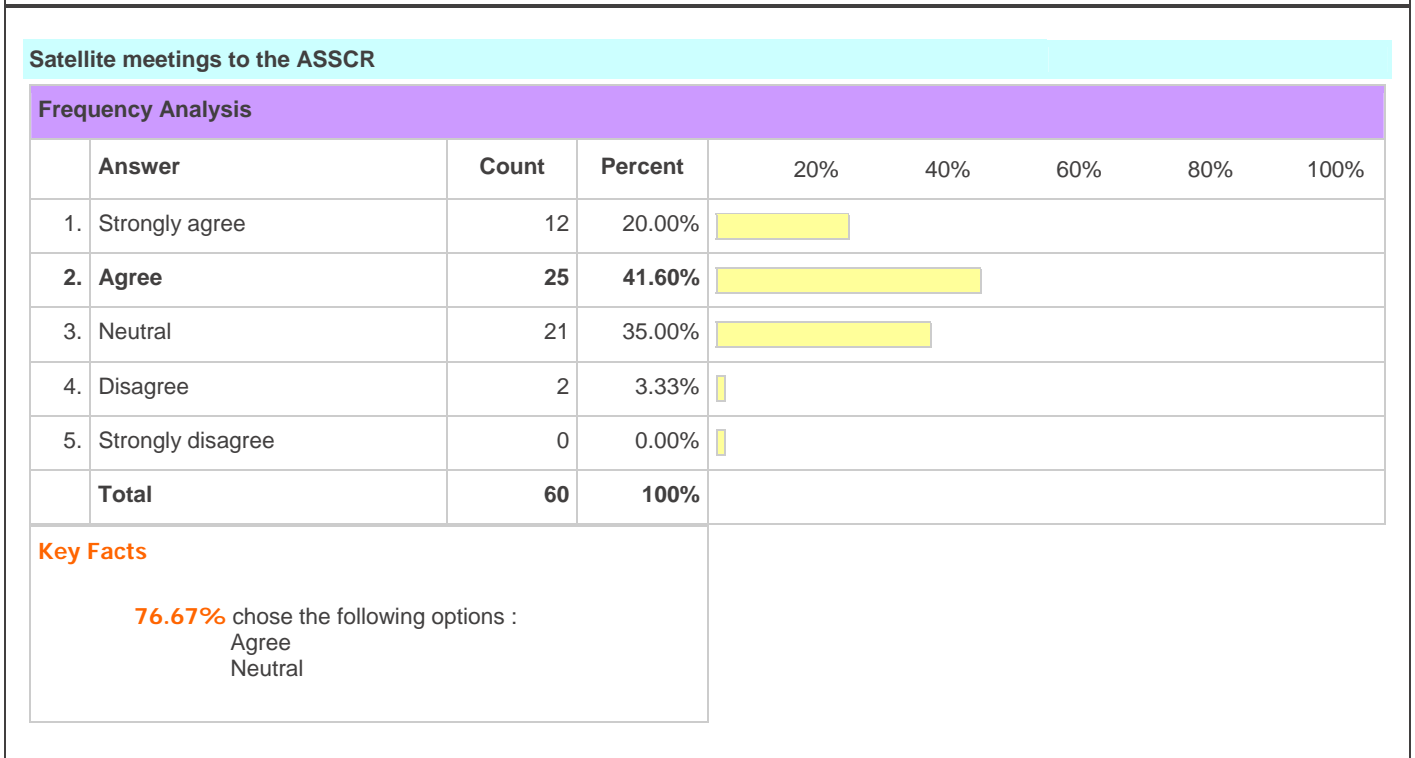 Satellite meetings to the ASSCR
Frequency Analysis
Answer Count Percent 20% 40% 60% 80% 100%
1. Strongly agree 12 20.00%
2. Agree 25 41.60%
3. Neutral 21 35.00%
4. Disagree 2 3.33%
5. Strongly disagree 0 0.00%
Total 60 100%
Key Facts
76.67% chose the following options :
Agree
Neutral